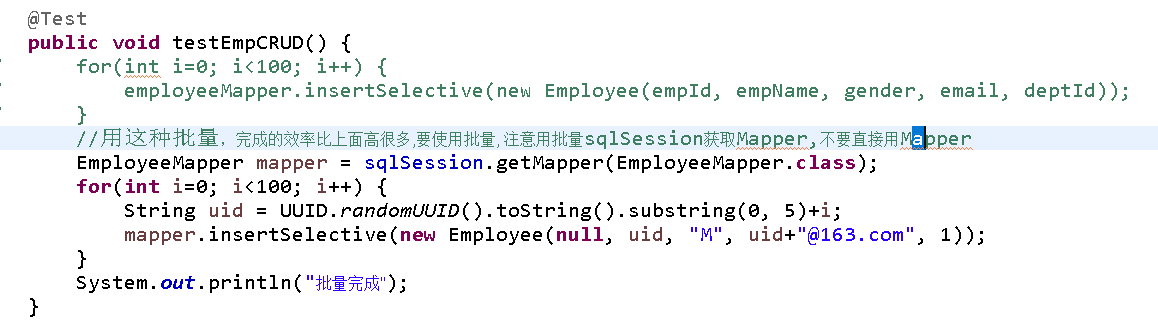 @Test
public void testEmpCRUD() {
for(int i=0; i<100; i++) {
employeeMapper.insertSelective(new Employee(empId, empName, gender, email, deptId));
}
//用这种批量，完成的效率比上面高很多,要使用批量,注意用批量sqlSession获取Mapper,不要直接用Mapper
EmployeeMapper mapper = sqlSession.getMapper(EmployeeMapper.class);
for(int i=0; i<100; i++) {
String uid = UUID.randomUUID().toString().substring(0, 5)+i;
mapper.insertSelective(new Employee(null, uid, "M", uid+"@163.com", 1));
}
System.out.println("批量完成");
}